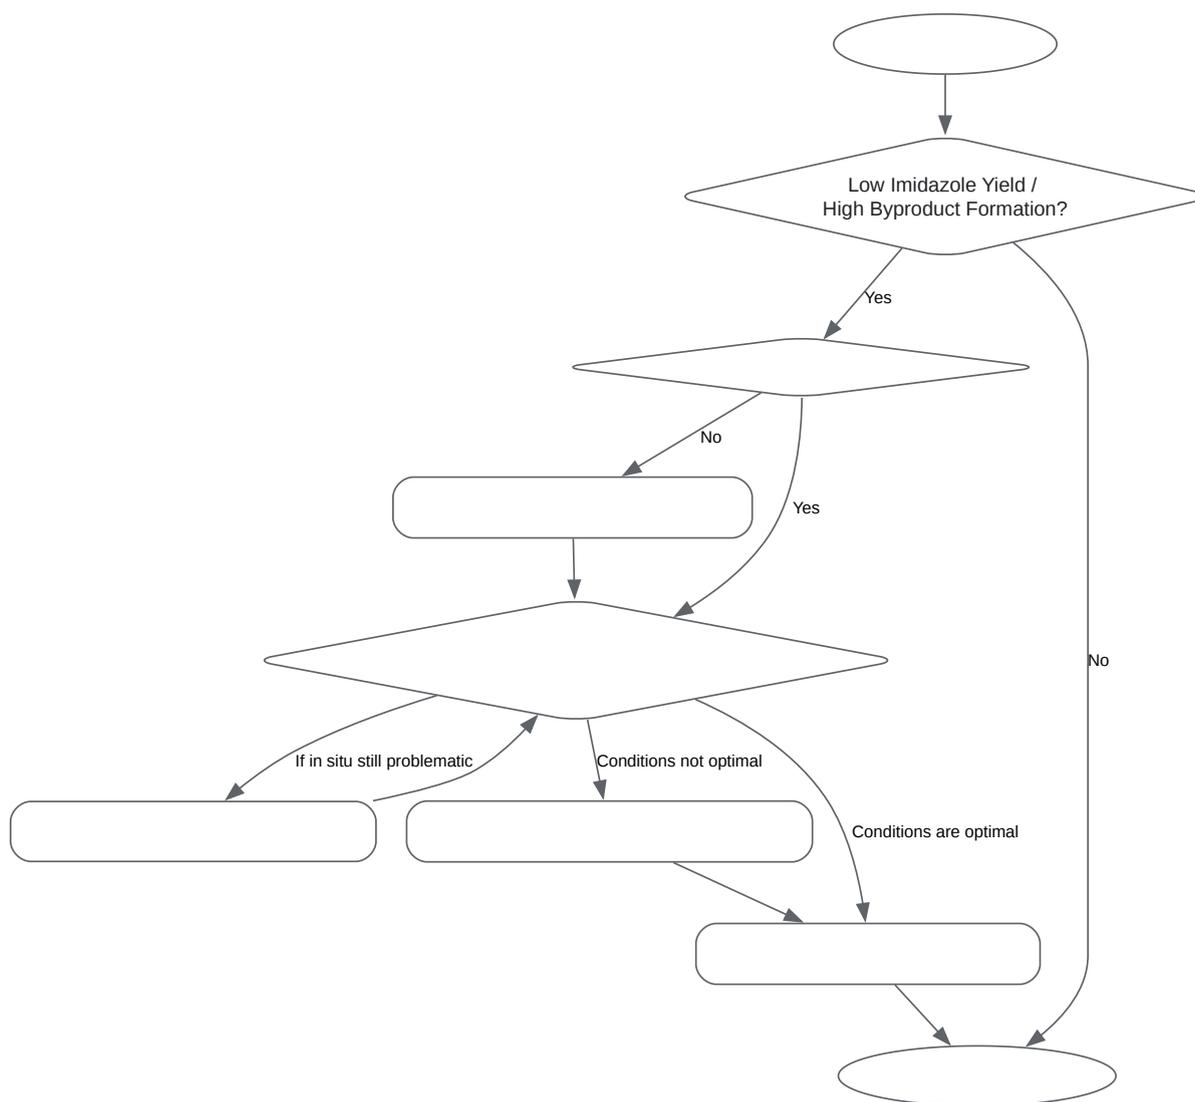 Low Imidazole Yield /
High Byproduct Formation?
Yes
No
Yes
No
If in situ still problematic
Conditions not optimal
Conditions are optimal